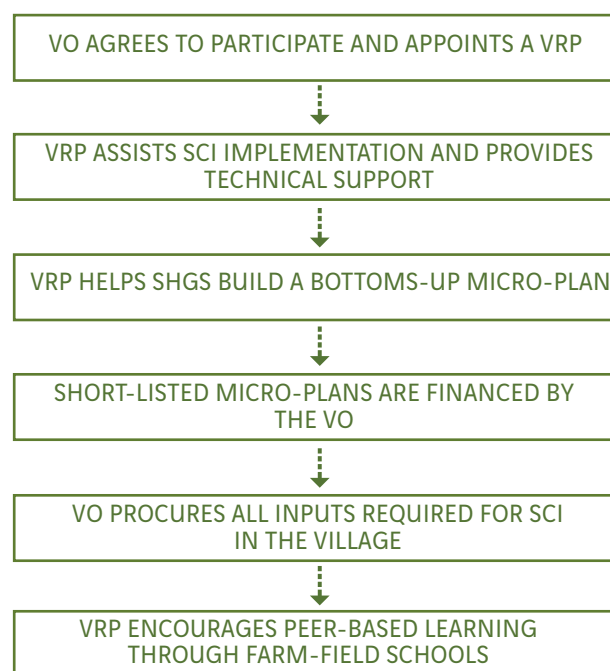 VO AGREES TO PARTICIPATE AND APPOINTS A VRP
VRP ASSISTS SCI IMPLEMENTATION AND PROVIDES
TECHNICAL SUPPORT
VRP HELPS SHGS BUILD A BOTTOMS-UP MICRO-PLAN
SHORT-LISTED MICRO-PLANS ARE FINANCED BY
THE VO
VO PROCURES ALL INPUTS REQUIRED FOR SCI
IN THE VILLAGE
VRP ENCOURAGES PEER-BASED LEARNING
THROUGH FARM-FIELD SCHOOLS